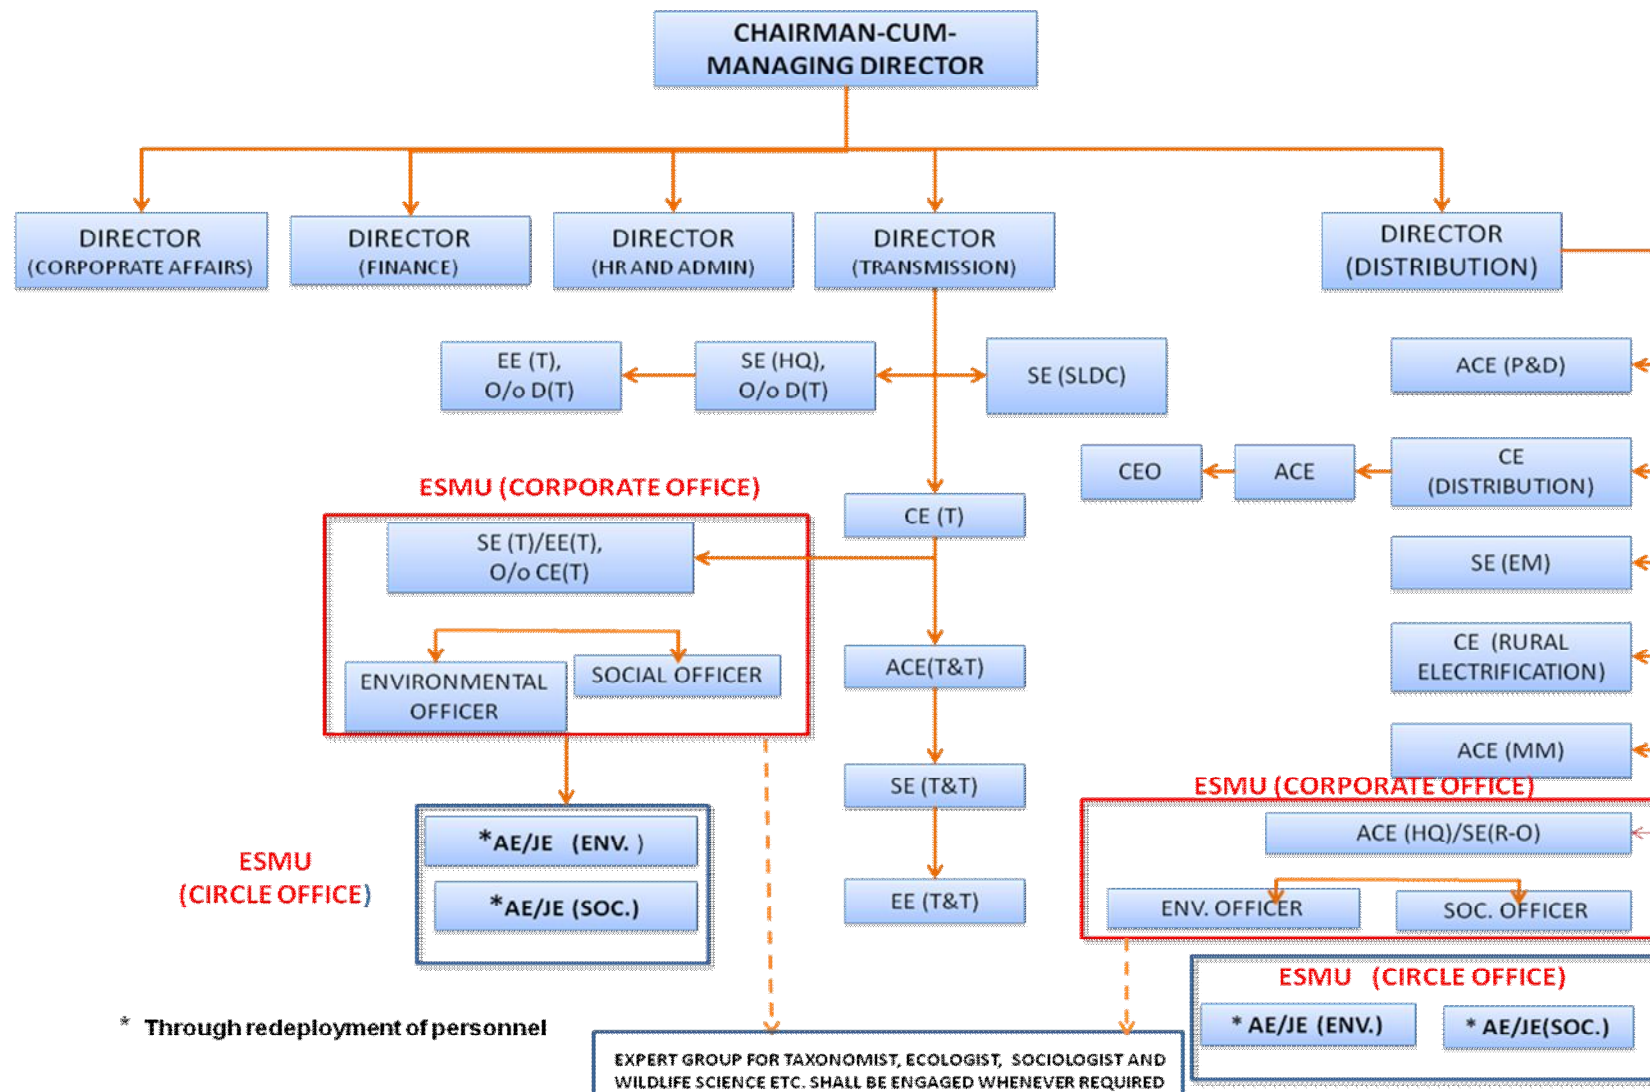 CHAIRMAN-CUM-
MANAGING DIRECTOR
DIRECTOR
(CORPOPRATE AFFAIRS)
DIRECTOR
(FINANCE)
DIRECTOR
(HR AND ADMIN)
DIRECTOR
(TRANSMISSION)
DIRECTOR
(DISTRIBUTION)
EE (T),
O/o D(T)
SE (HQ),
O/o D(T)
SE (SLDC)
ACE (P&D)
CEO
ACE
CE
(DISTRIBUTION)
ESMU (CORPORATE OFFICE)
CE (T)
SE (T)/EE(T),
O/o CE(T)
SE (EM)
ENVIRONMENTAL
OFFICER
SOCIAL OFFICER
ACE(T&T)
CE (RURAL
ELECTRIFICATION)
SE (T&T)
ACE (MM)
ESMU (CORPORATE OFFICE)
ACE (HQ)/SE(R-O)
ESMU
(CIRCLE OFFICE)
*AE/JE (ENV. )
*AE/JE (SOC.)
EE (T&T)
ENV. OFFICER
SOC. OFFICER
ESMU (CIRCLE OFFICE)
* AE/JE (ENV.)
* AE/JE(SOC.)
* Through redeployment of personnel
EXPERT GROUP FOR TAXONOMIST, ECOLOGIST, SOCIOLOGIST AND
WILDLIFE SCIENCE ETC. SHALL BE ENGAGED WHENEVER REQUIRED